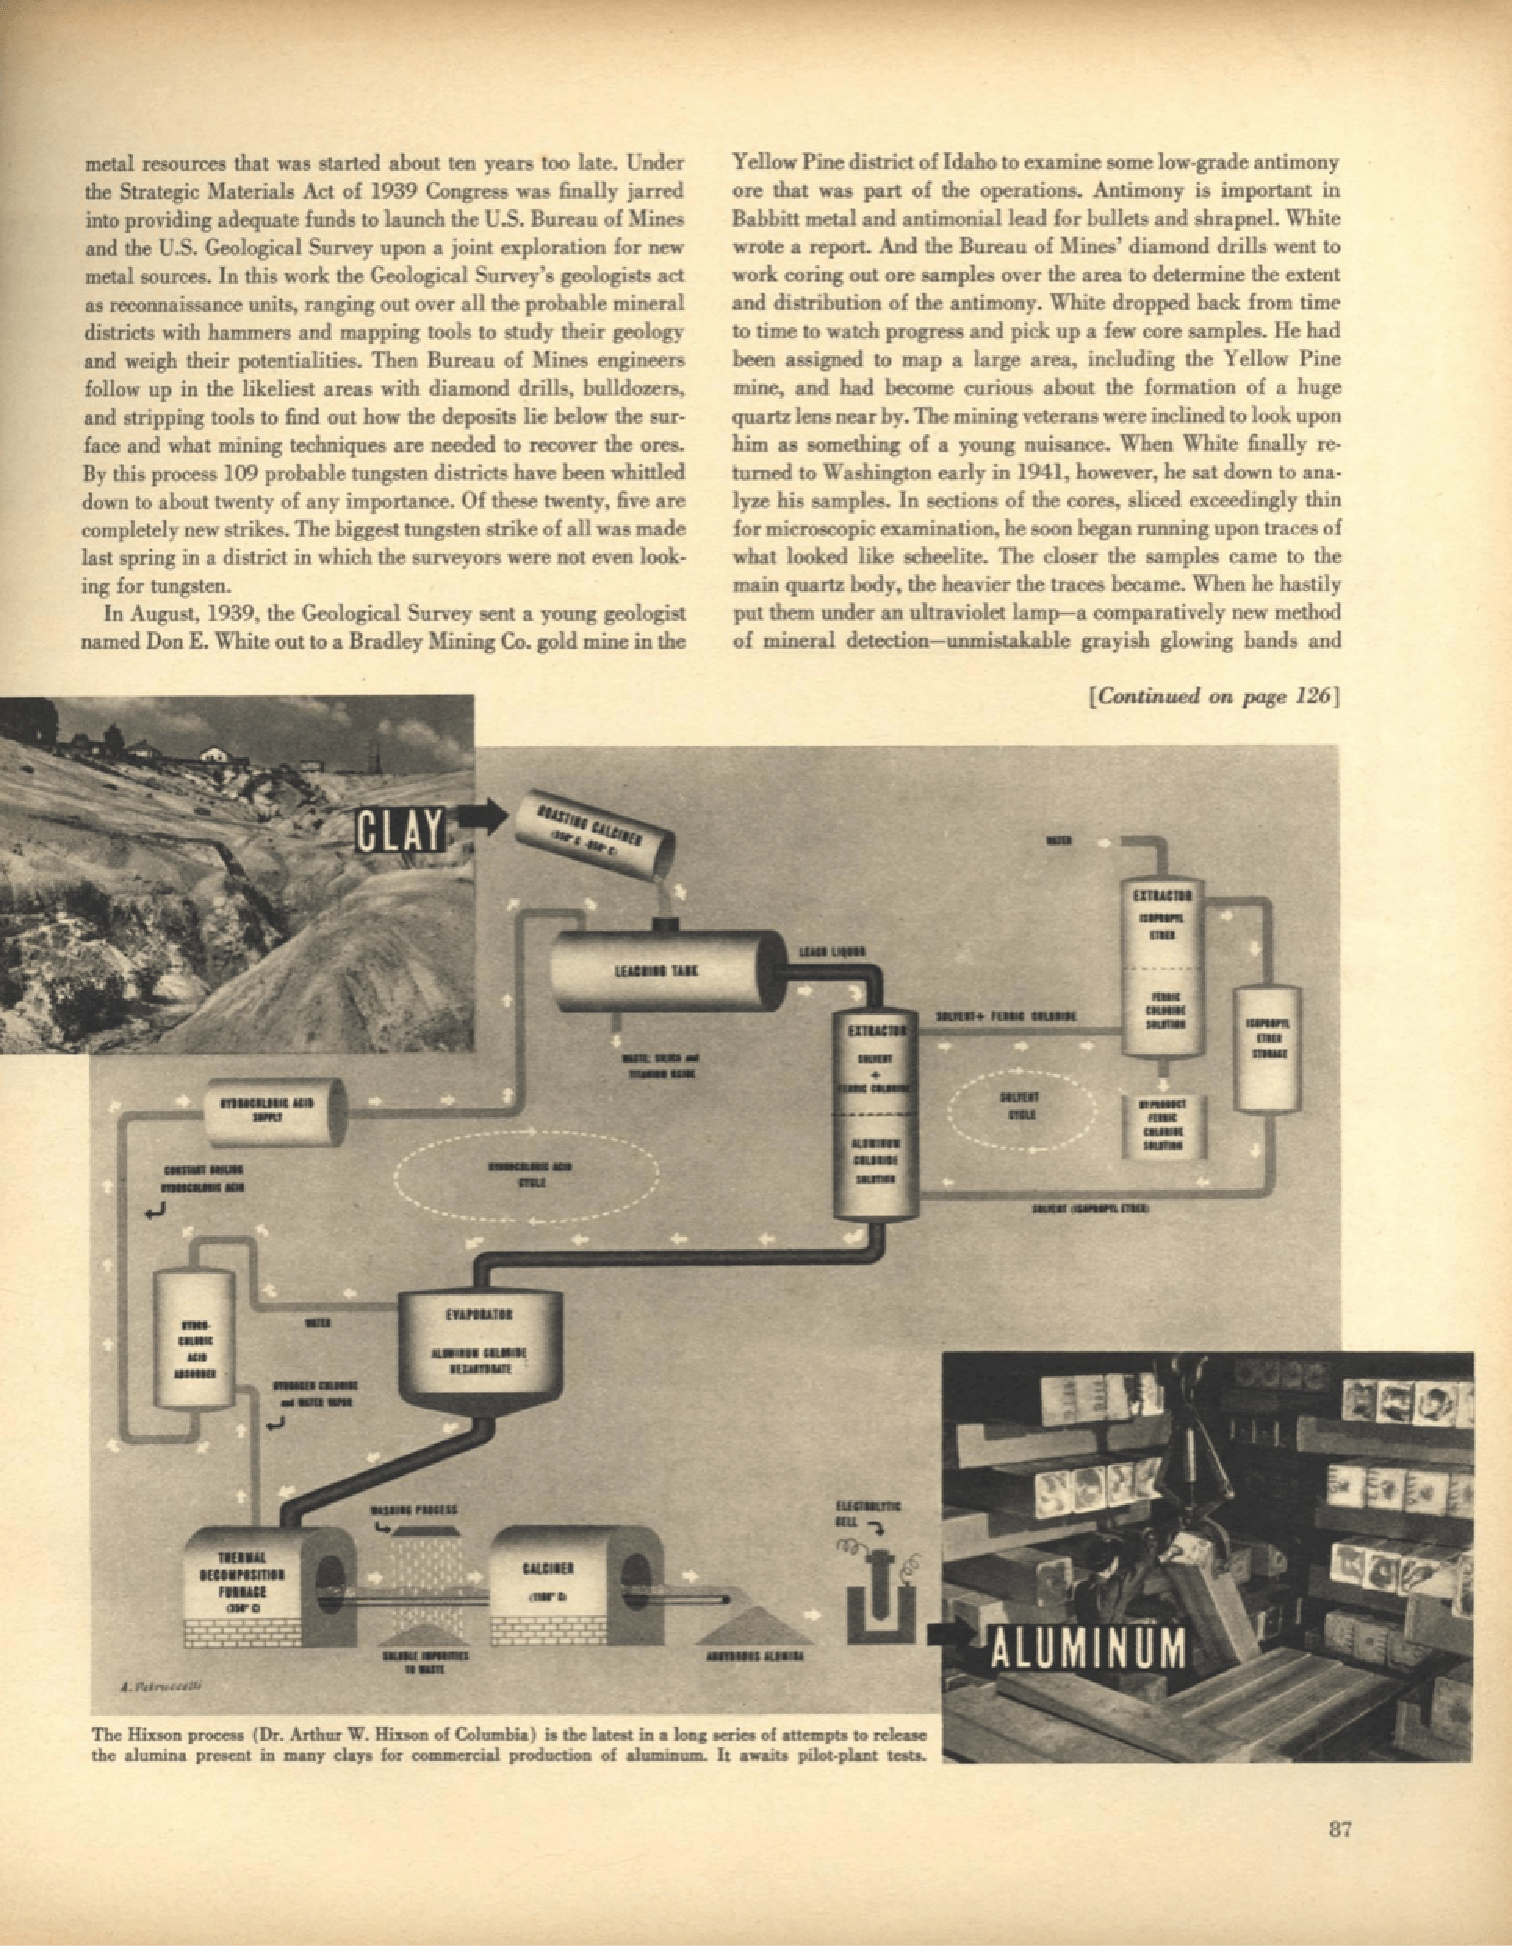 metal resources that was started about ten years too late. Under
the Strategic Materials Act of 1939 Congress was finally jarred
into providing adequate funds to launch the U.S. Bureau of Mines
and the U.S. Geological Survey upon a joint exploration for new
metal sources. In this work the Geological Survey's geologists act
as reconnaissance units, ranging out over all the probable mineral
districts with hammers and mapping tools to study their geology
and weigh their potentialities. Then Bureau of Mines engineers
follow up in the likeliest areas with diamond drills, bulldozers,
and stripping tools to find out how the deposits lie below the sur-
face and what mining techniques are needed to recover the ores.
By this process 109 probable tungsten districts have been whittled
down to about twenty of any importance. Of these twenty, five are
completely new strikes. The biggest tungsten strike of all was made
last spring in a district in which the surveyors were not even look-
ing for tungsten.
In August, 1939, the Geological Survey sent a young geologist
named Don E. White out to a Bradley Mining Co. gold mine in the
Yellow Pine district of Idaho to examine some low-grade antimony
ore that was part of the operations. Antimony is important in
Babbitt metal and antimonial lead for bullets and shrapnel. White
wrote a report. And the Bureau of Mines' diamond drills went to
work coring out ore samples over the area to determine the extent
and distribution of the antimony. White dropped back from time
to time to watch progress and pick up a few core samples. He had
been assigned to map a large area, including the Yellow Pine
mine, and had become curious about the formation of a huge
quartz lens near by. The mining veterans were inclined to look upon
him as something of a young nuisance. When White finally re-
turned to Washington early in 1941, however, he sat down to ana-
lyze his samples. In sections of the cores, sliced exceedingly thin
for microscopic examination, he soon began running upon traces of
what looked like scheelite. The closer the samples came to the
main quartz body, the heavier the traces became. When he hastily
put them under an ultraviolet lamp—a comparatively new method
of mineral detection—unmistakable grayish glowing bands and
[Continued on page 126]
CLAY
ROASTING CALCINER
WATER
EXTRACTOR
ISOPROPYL
ETHER
FERRIC
CHLORIDE
SOLUTION
LEACHING TANK
LEACH LIQUOR
WASTE: SILICA and
TITANIUM OXIDE
EXTRACTOR
SOLVENT
+
FERRIC CHLORIDE
ALUMINUM
CHLORIDE
SOLUTION
SOLVENT + FERRIC CHLORIDE
SOLVENT
CYCLE
ISOPROPYL
ETHER
STORAGE
BYPRODUCT
FERRIC
CHLORIDE
SOLUTION
SOLVENT (ISOPROPYL ETHER)
HYDROCHLORIC ACID
SUPPLY
CONSTANT BOILING
HYDROCHLORIC ACID
HYDROCHLORIC ACID
CYCLE
HYDRO-
CHLORIC
ACID
ABSORBER
WATER
HYDROGEN CHLORIDE
and WATER VAPOR
EVAPORATOR
ALUMINUM CHLORIDE
HEXAHYDRATE
THERMAL
DECOMPOSITION
FURNACE
(350° C)
WASHING PROCESS
SOLUBLE IMPURITIES
TO WASTE
CALCINER
(1100° C)
ANHYDROUS ALUMINA
ELECTROLYTIC
CELL
ALUMINUM
A. Petruccelli
The Hixson process (Dr. Arthur W. Hixson of Columbia) is the latest in a long series of attempts to release
the alumina present in many clays for commercial production of aluminum. It awaits pilot-plant tests.
87